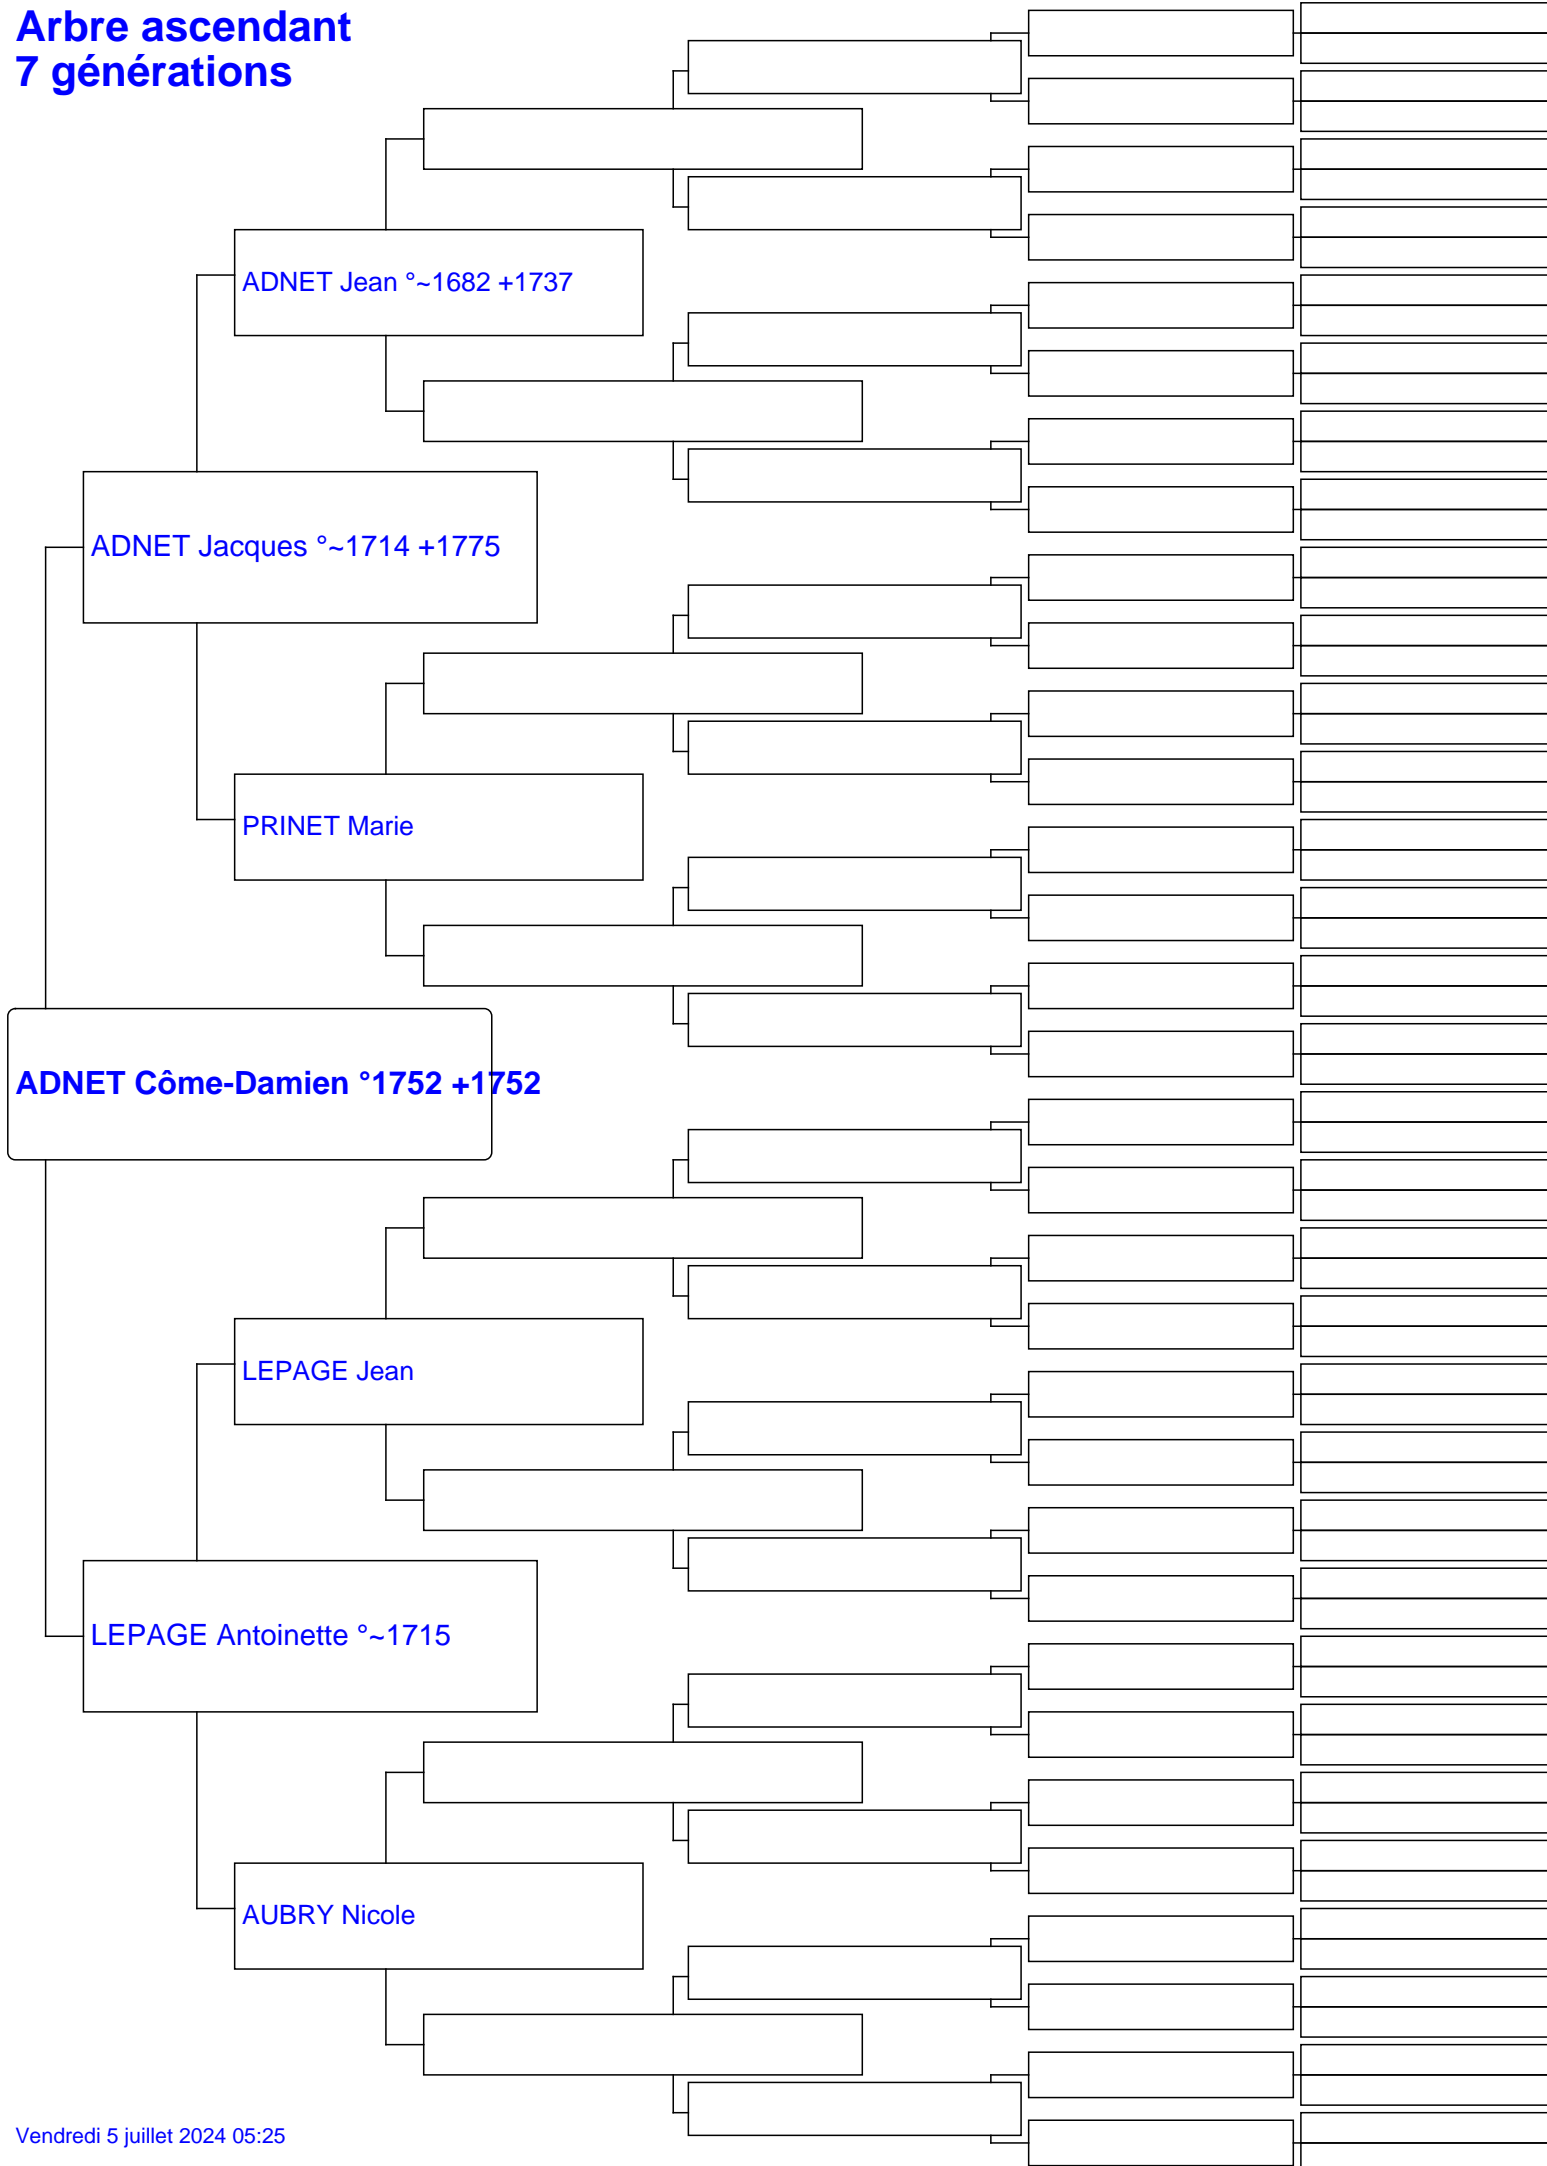 Arbre ascendant
7 générations
ADNET Jean °~1682 +1737
ADNET Jacques °~1714 +1775
PRINET Marie
ADNET Côme-Damien °1752 +1752
LEPAGE Jean
LEPAGE Antoinette °~1715
AUBRY Nicole
Vendredi 5 juillet 2024 05:25